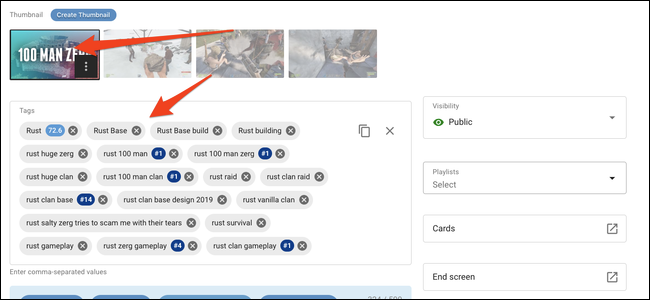 Thumbnail Create Thumbnail
100 MAN ZERG
Tags
Rust 72.6 Rust Base Rust Base build Rust building
rust huge zerg rust 100 man #1 rust 100 man zerg #1
rust huge clan rust 100 man clan #1 rust raid rust clan raid
rust clan base #14 rust clan base design 2019 rust vanilla clan
rust salty zerg tries to scam me with their tears rust survival
rust gameplay rust zerg gameplay #4 rust clan gameplay #1
Enter comma-separated values
Visibility
Public
Playlists
Select
Cards
End screen